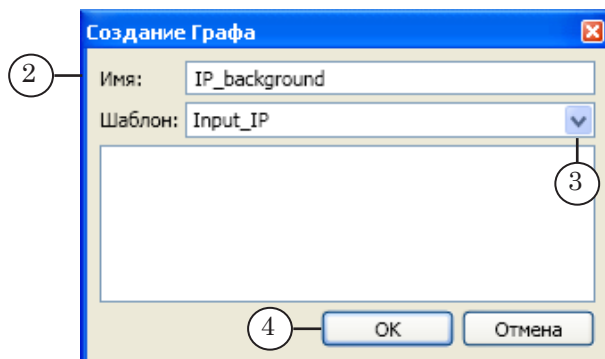 Создание Графа
2
Имя: IP_background
Шаблон: Input_IP
3
4
OK Отмена